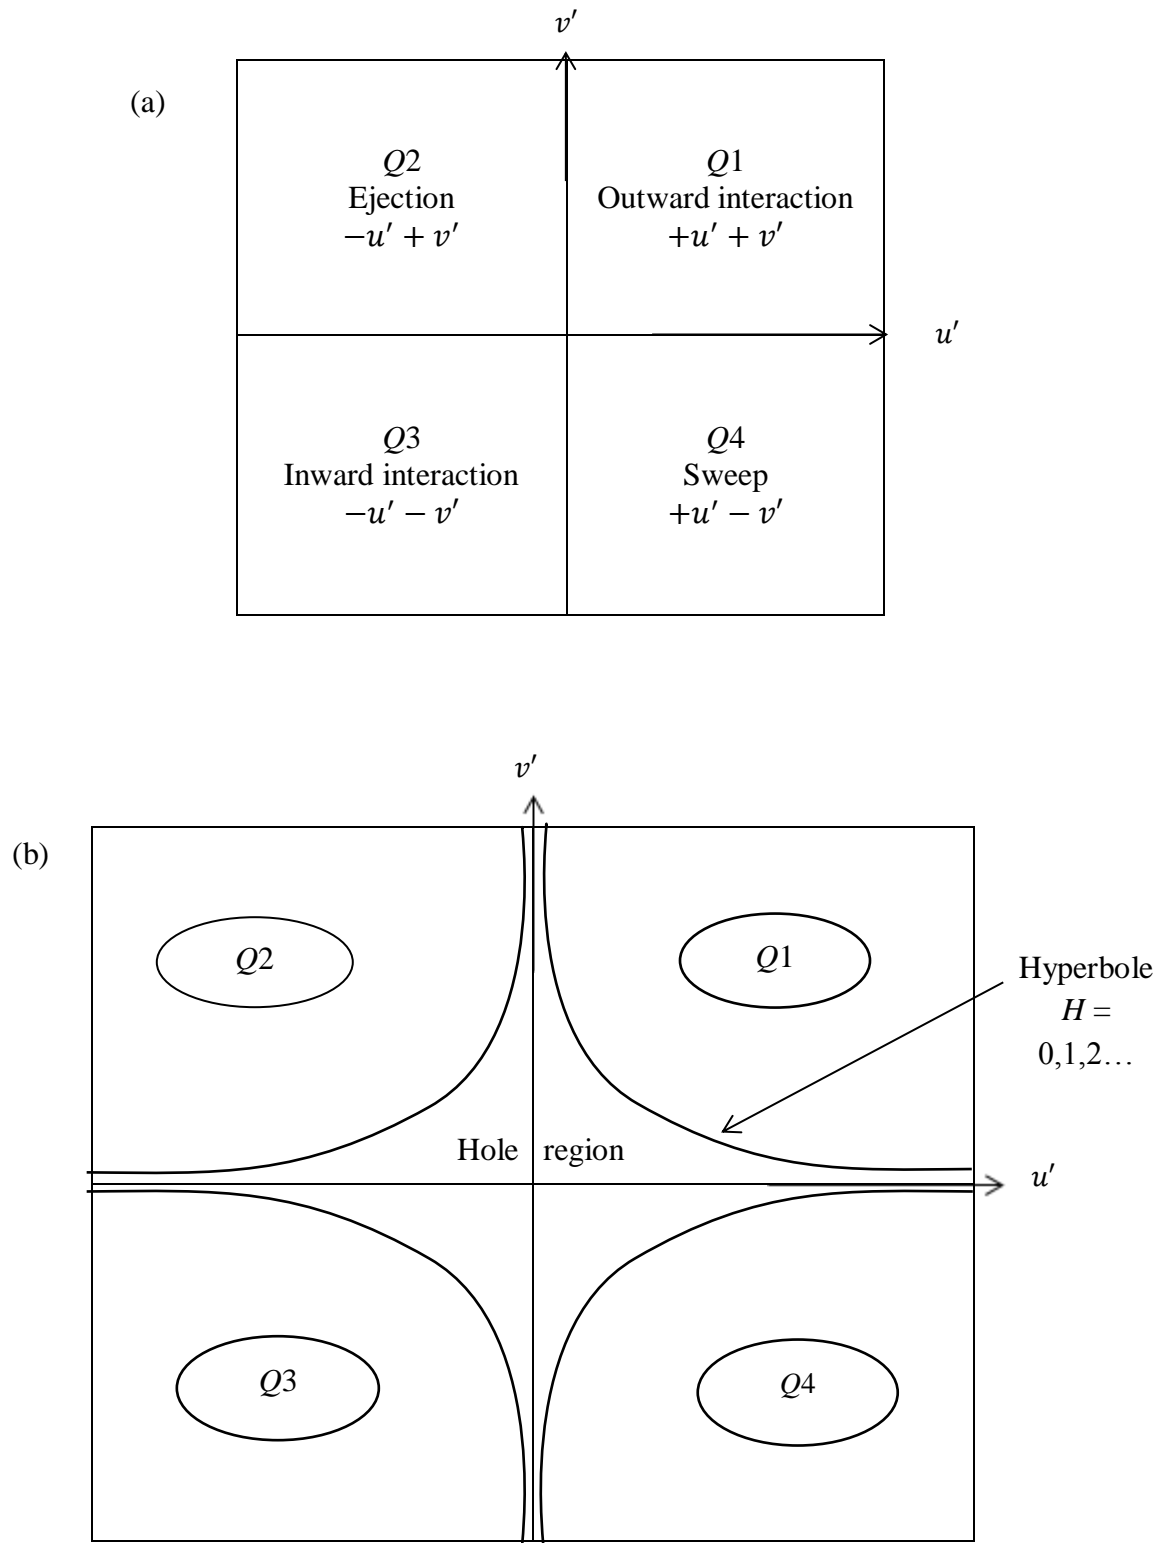 v′
(a)
Q2
Ejection
−u′ + v′
Q1
Outward interaction
+u′ + v′
u′
Q3
Inward interaction
−u′ − v′
Q4
Sweep
+u′ − v′
v′
(b)
Q2
Q1
Hyperbole
H =
0,1,2…
Hole region
u′
Q3
Q4